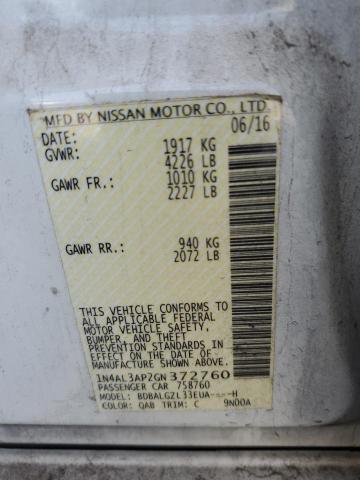 MFD BY NISSAN MOTOR CO., LTD.
DATE: 06/16
GVWR: 1917 KG
4226 LB
GAWR FR.: 1010 KG
2227 LB
GAWR RR.: 940 KG
2072 LB
THIS VEHICLE CONFORMS TO
ALL APPLICABLE FEDERAL
MOTOR VEHICLE SAFETY,
BUMPER, AND THEFT
PREVENTION STANDARDS IN
EFFECT ON THE DATE OF
MANUFACTURE SHOWN ABOVE.
1N4AL3AP2GN372760
PASSENGER CAR 758760
MODEL: BDBALGZL33EUA----H
COLOR: QAB TRIM: C 9N00A